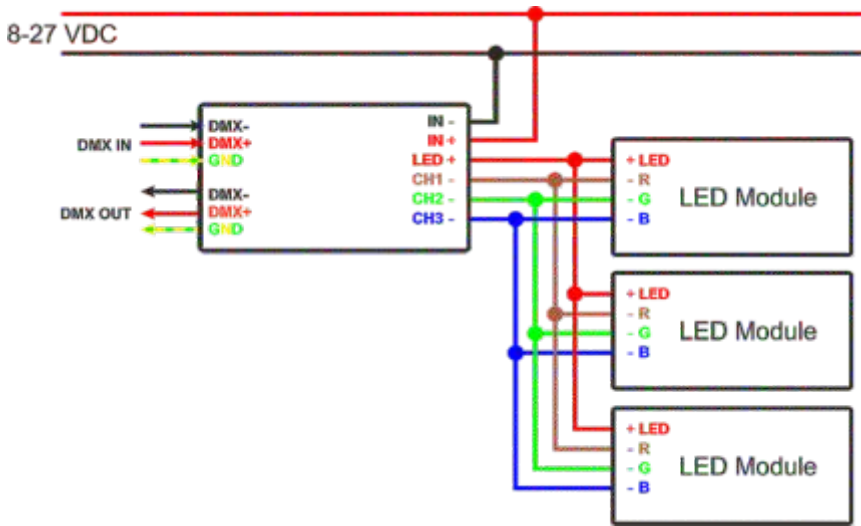 8-27 VDC
DMX IN
DMX OUT
DMX-
DMX+
GND
DMX-
DMX+
GND
IN -
IN +
LED +
CH1 -
CH2 -
CH3 -
+ LED
- R
- G
- B
LED Module
+ LED
- R
- G
- B
LED Module
+ LED
- R
- G
- B
LED Module